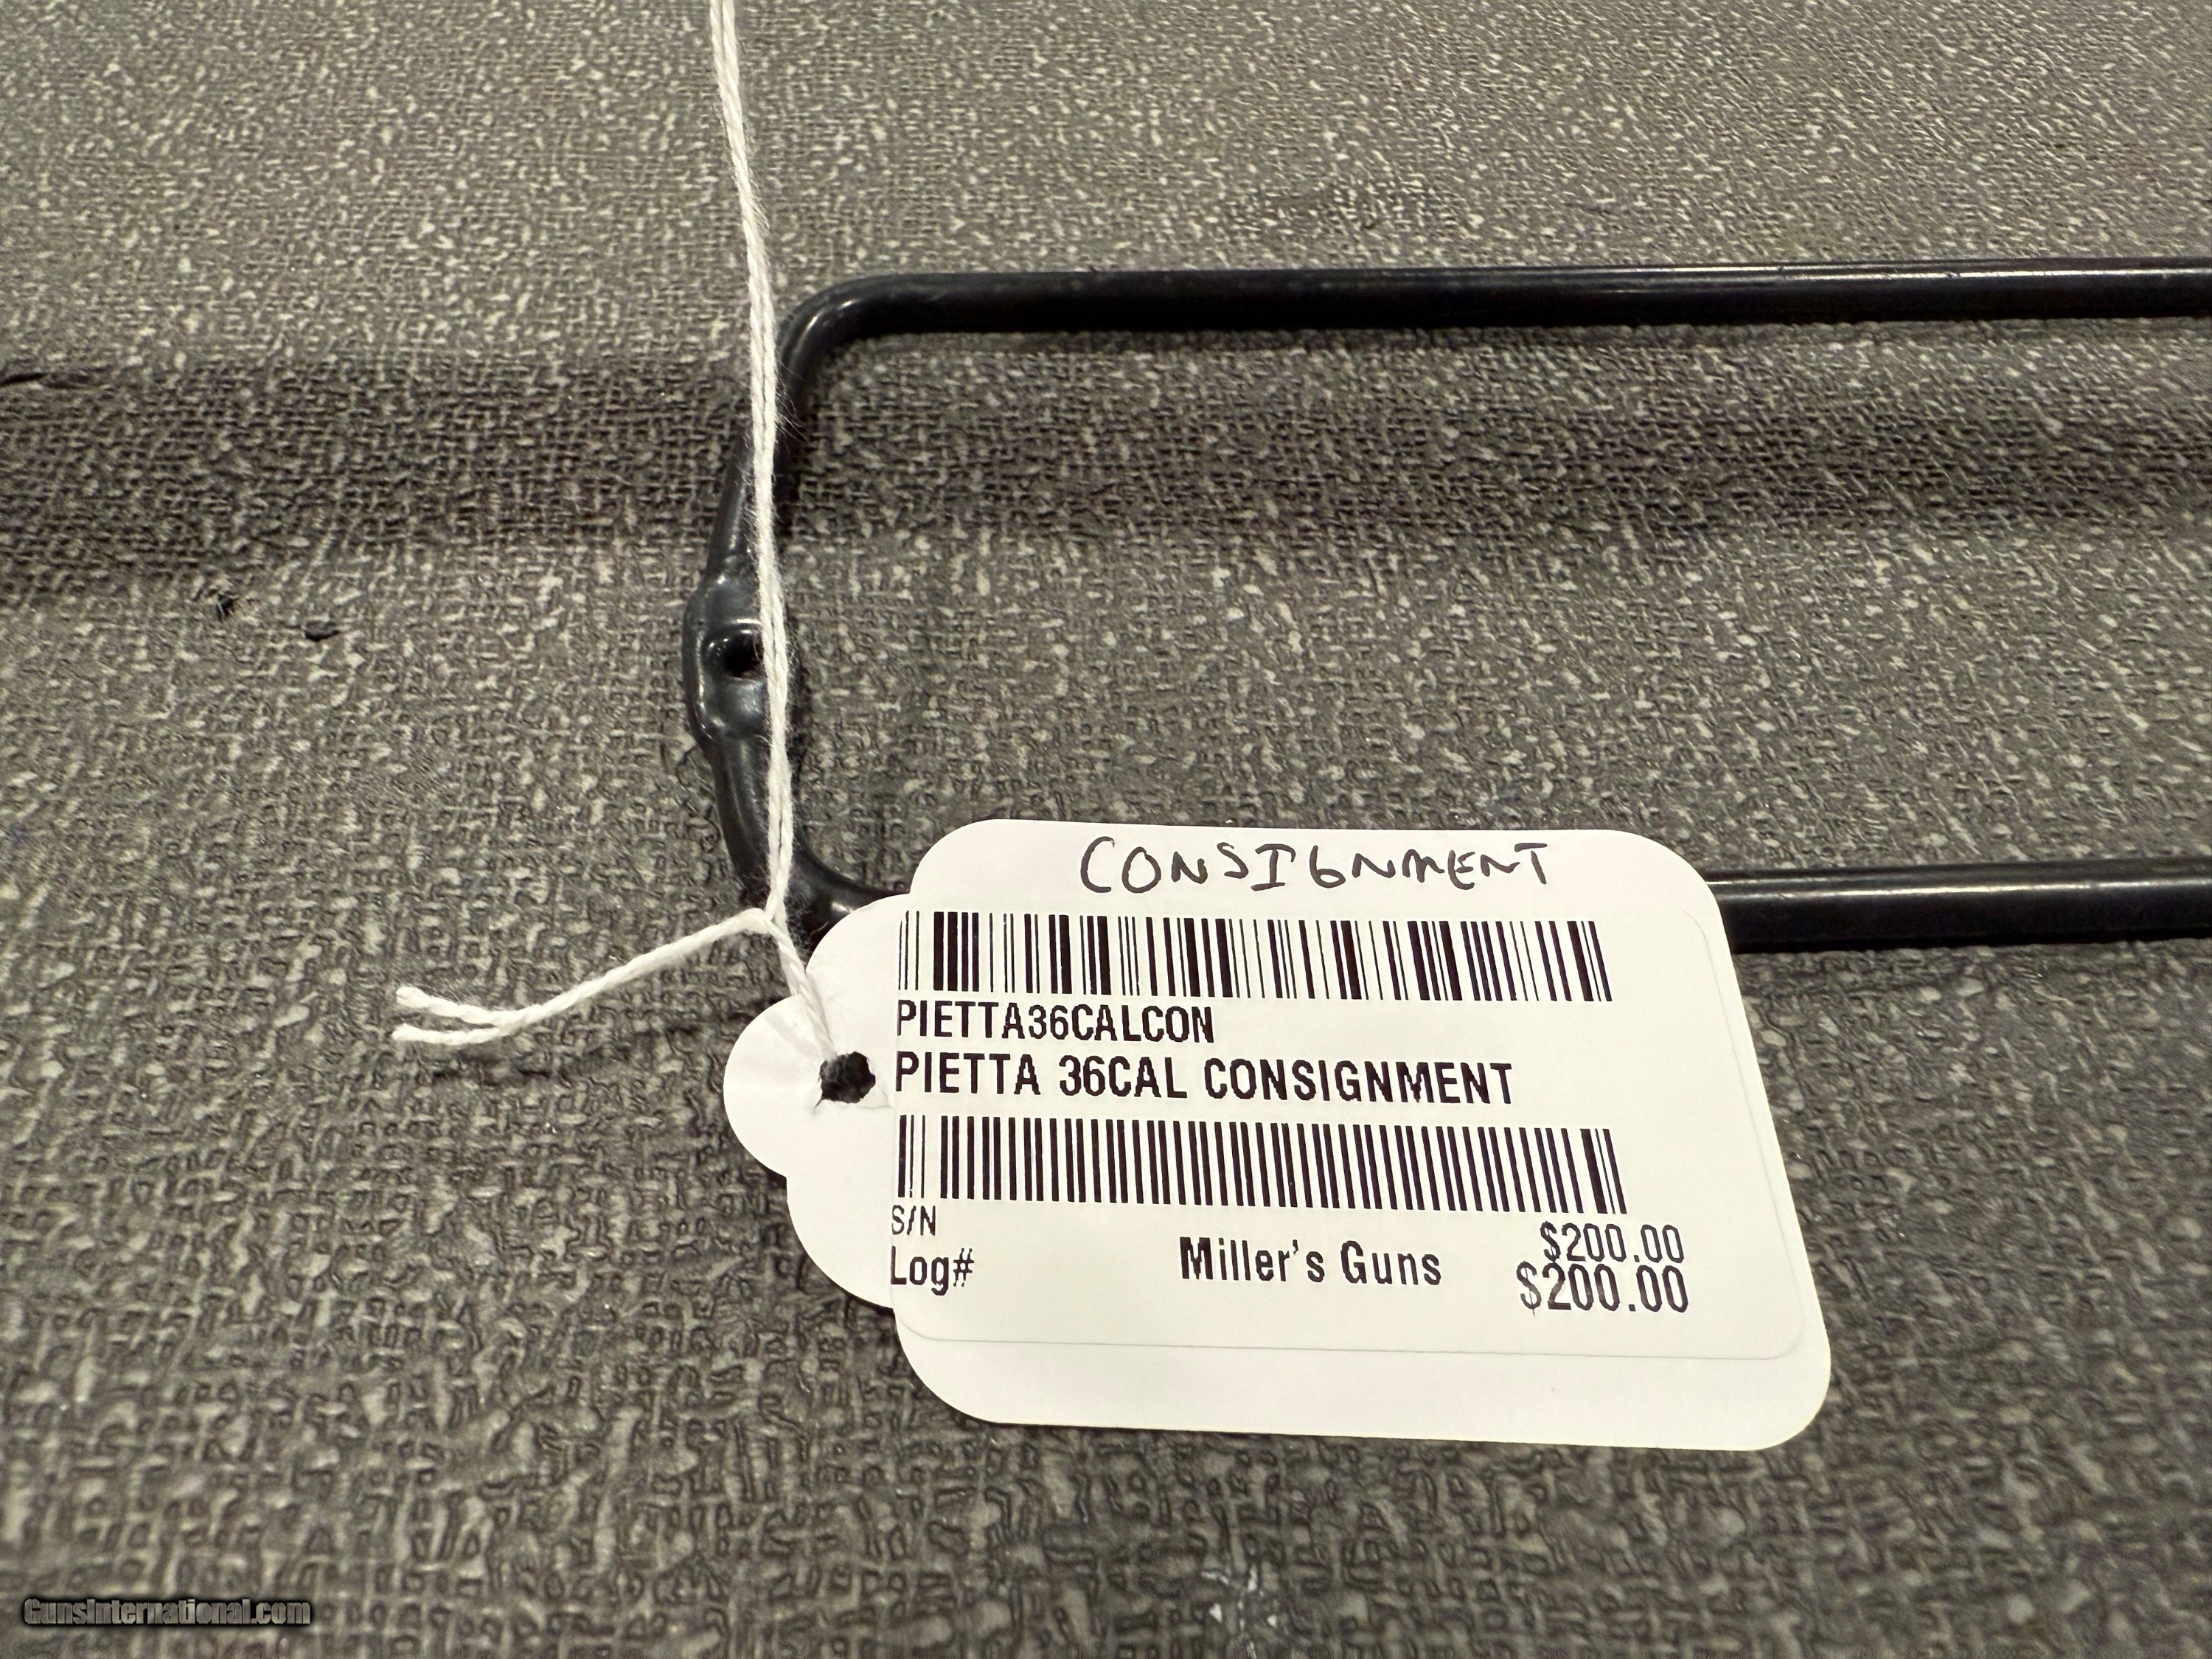 CONSIGNMENT
PIETTA36CALCON
PIETTA 36CAL CONSIGNMENT
S/N
$200.00
Log#
Miller's Guns
$200.00
GunsInternational.com